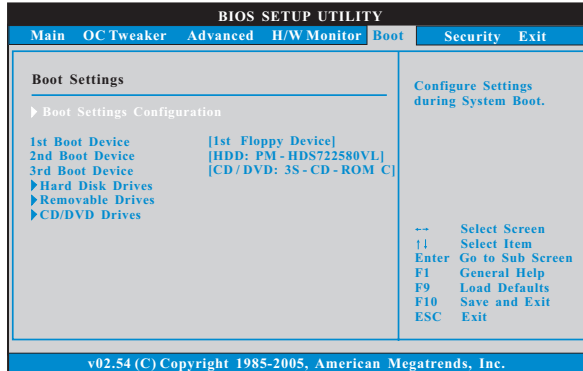 BIOS SETUP UTILITY
Main OC Tweaker Advanced H/W Monitor Boot Security Exit
Boot Settings
Boot Settings Configuration
1st Boot Device [1st Floppy Device]
2nd Boot Device [HDD: PM - HDS722580VL]
3rd Boot Device [CD / DVD: 3S - CD - ROM C]
Hard Disk Drives
Removable Drives
CD/DVD Drives
Configure Settings
during System Boot.
←→ Select Screen
↑↓ Select Item
Enter Go to Sub Screen
F1 General Help
F9 Load Defaults
F10 Save and Exit
ESC Exit
v02.54 (C) Copyright 1985-2005, American Megatrends, Inc.